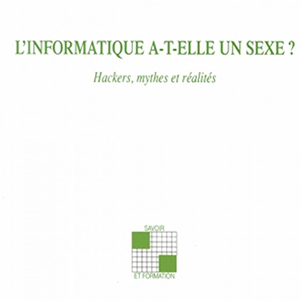 L'INFORMATIQUE A-T-ELLE UN SEXE ?
Hackers, mythes et réalités
SAVOIR
ET FORMATION